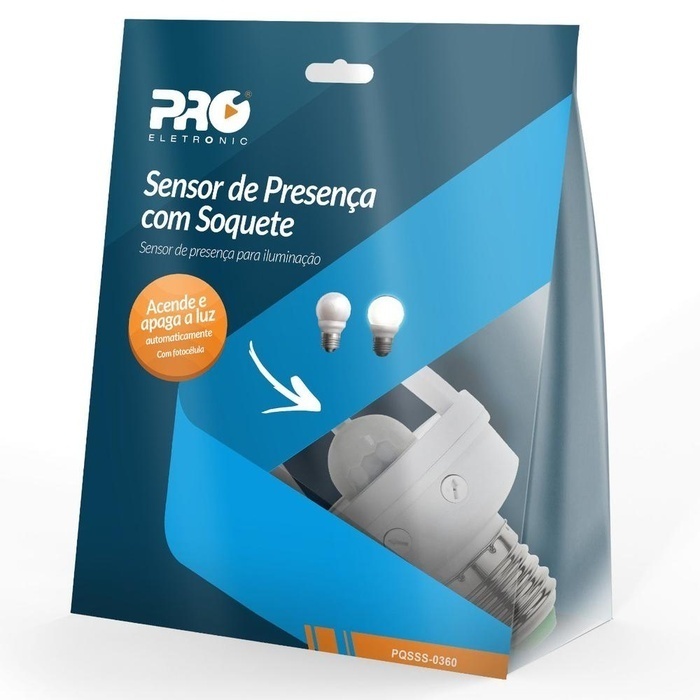 PRO®
ELETRONIC
Sensor de Presença
com Soquete
Sensor de presença para iluminação
Acende e
apaga a luz
automaticamente
Com fotocélula
PQSSS-0360